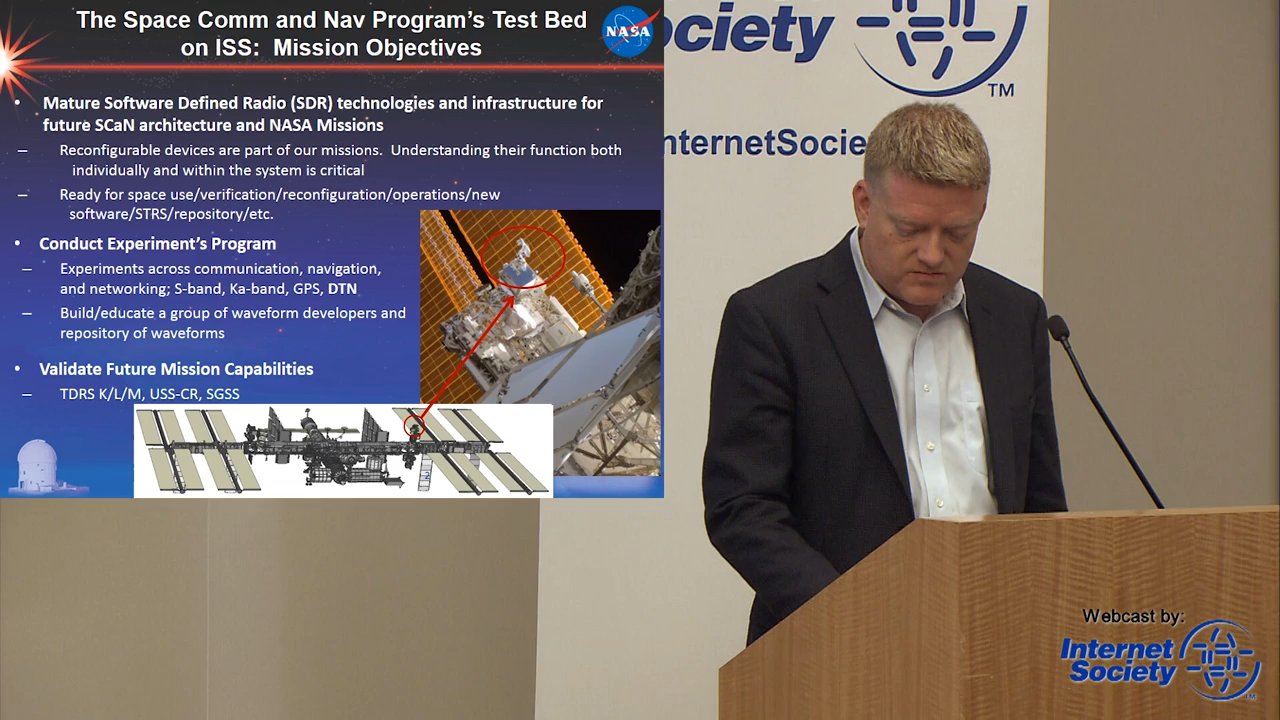 The Space Comm and Nav Program's Test Bed
on ISS: Mission Objectives
NASA
• Mature Software Defined Radio (SDR) technologies and infrastructure for
future SCaN architecture and NASA Missions
– Reconfigurable devices are part of our missions. Understanding their function both
individually and within the system is critical
– Ready for space use/verification/reconfiguration/operations/new
software/STRS/repository/etc.
• Conduct Experiment's Program
– Experiments across communication, navigation,
and networking; S-band, Ka-band, GPS, DTN
– Build/educate a group of waveform developers and
repository of waveforms
• Validate Future Mission Capabilities
– TDRS K/L/M, USS-CR, SGSS
ciety
TM
nternetSocie
Webcast by:
Internet
Society
TM